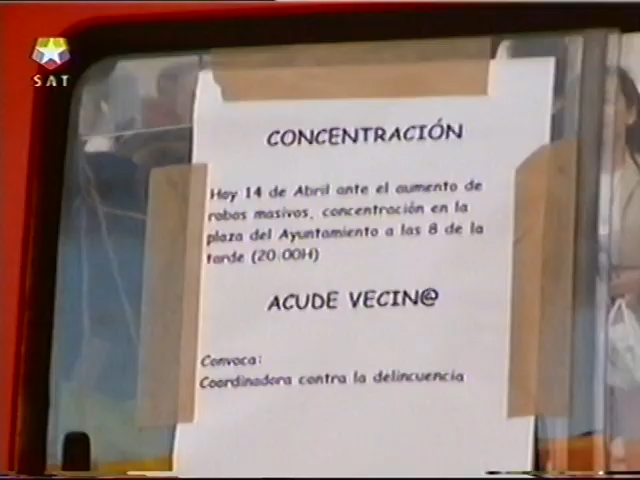 SAT
CONCENTRACIÓN
Hoy 14 de Abril ante el aumento de
robos masivos, concentración en la
plaza del Ayuntamiento a las 8 de la
tarde (20:00H)
ACUDE VECIN@
Convoca:
Coordinadora contra la delincuencia